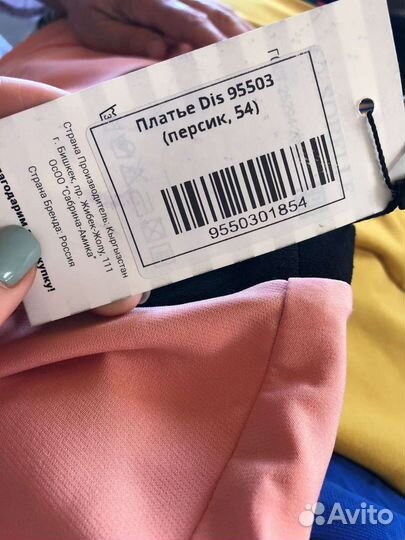 Платье Dis 95503
(персик, 54)
9550301854
Страна Производитель: Кыргызстан
г. Бишкек, пр. Жибек-Жолу, 111
ОсОО "Сабрина-Амика"
Страна Бренда: Россия
Avito